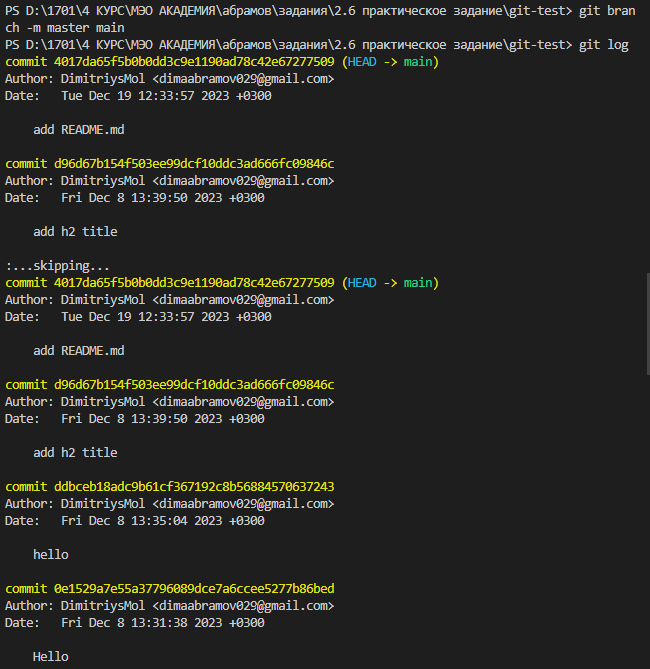 PS D:\1701\4 КУРС\МЭО АКАДЕМИЯ\абрамов\задания\2.6 практическое задание\git-test> git bran
ch -m master main
PS D:\1701\4 КУРС\МЭО АКАДЕМИЯ\абрамов\задания\2.6 практическое задание\git-test> git log
commit 4017da65f5b0b0dd3c9e1190ad78c42e67277509 (HEAD -> main)
Author: DimitriysMol <dimaabramov029@gmail.com>
Date:   Tue Dec 19 12:33:57 2023 +0300
    add README.md
commit d96d67b154f503ee99dcf10ddc3ad666fc09846c
Author: DimitriysMol <dimaabramov029@gmail.com>
Date:   Fri Dec 8 13:39:50 2023 +0300
    add h2 title
:...skipping...
commit 4017da65f5b0b0dd3c9e1190ad78c42e67277509 (HEAD -> main)
Author: DimitriysMol <dimaabramov029@gmail.com>
Date:   Tue Dec 19 12:33:57 2023 +0300
    add README.md
commit d96d67b154f503ee99dcf10ddc3ad666fc09846c
Author: DimitriysMol <dimaabramov029@gmail.com>
Date:   Fri Dec 8 13:39:50 2023 +0300
    add h2 title
commit ddbceb18adc9b61cf367192c8b56884570637243
Author: DimitriysMol <dimaabramov029@gmail.com>
Date:   Fri Dec 8 13:35:04 2023 +0300
    hello
commit 0e1529a7e55a37796089dce7a6ccee5277b86bed
Author: DimitriysMol <dimaabramov029@gmail.com>
Date:   Fri Dec 8 13:31:38 2023 +0300
    Hello